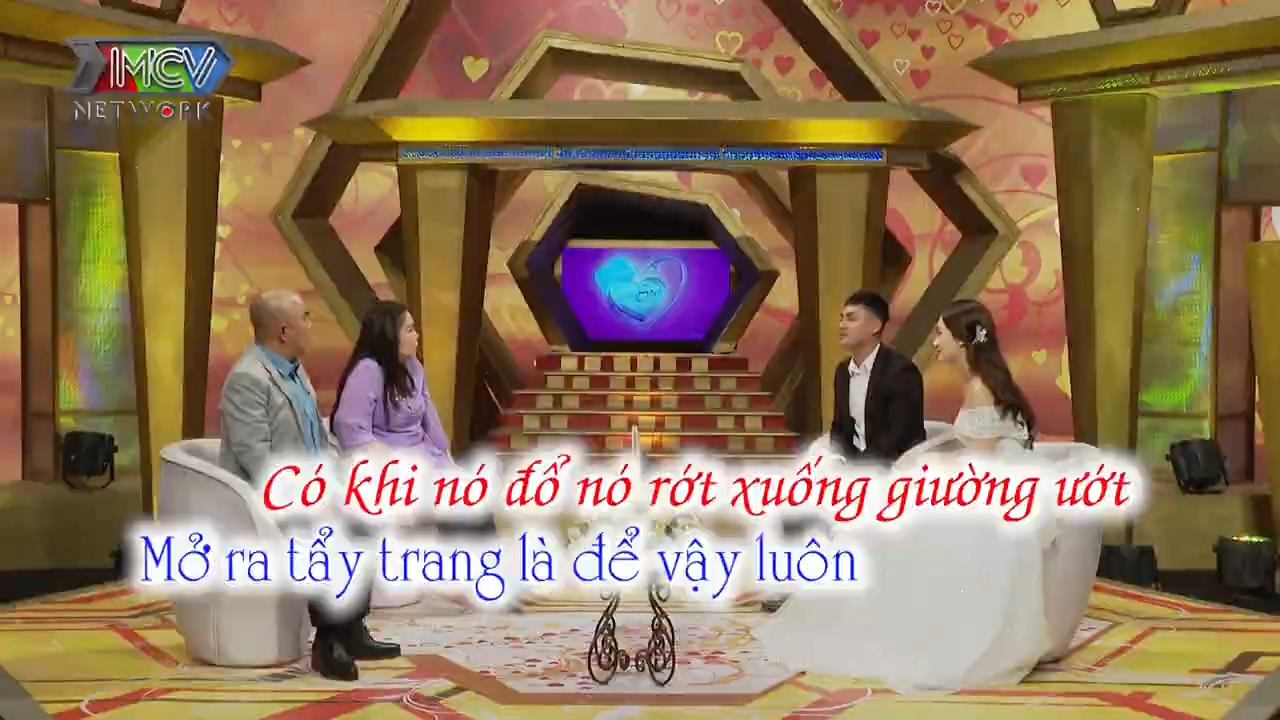 MCV
NETWORK
Có khi nó đổ nó rớt xuống giường ướt
Mở ra tẩy trang là để vậy luôn